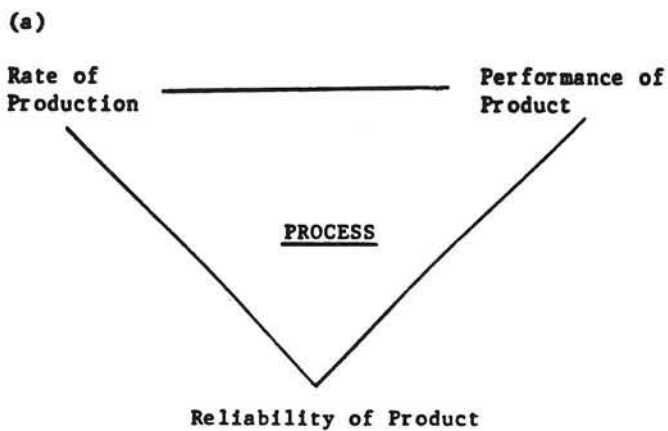 (a)
Rate of
Production
Performance of
Product
PROCESS
Reliability of Product